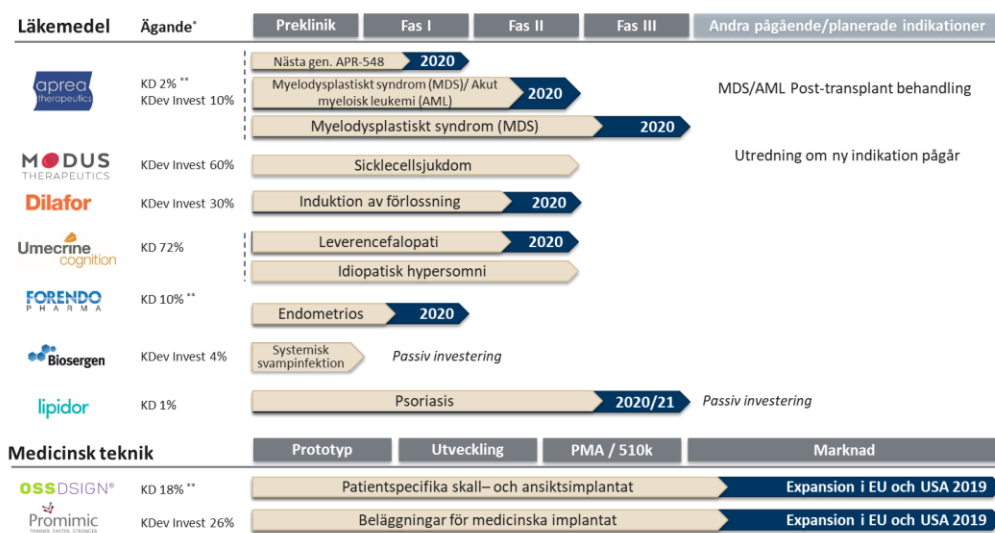 Läkemedel Ägande* Preklinik Fas I Fas II Fas III Andra pågående/planerade indikationer
aprea
therapeutics
KD 2% **
KDev Invest 10%
Nästa gen. APR-548 2020
Myelodysplastiskt syndrom (MDS)/ Akut
myeloisk leukemi (AML)
2020
MDS/AML Post-transplant behandling
Myelodysplastiskt syndrom (MDS) 2020
MODUS
THERAPEUTICS
KDev Invest 60%
Sicklecellsjukdom
Utredning om ny indikation pågår
Dilafor
KDev Invest 30%
Induktion av förlossning 2020
Umecrine
cognition
KD 72%
Leverencefalopati 2020
Idiopatisk hypersomni
FORENDO
PHARMA
KD 10% **
Endometrios 2020
Biosergen
KDev Invest 4%
Systemisk
svampinfektion
Passiv investering
lipidor
KD 1%
Psoriasis 2020/21
Passiv investering
Medicinsk teknik Prototyp Utveckling PMA / 510k Marknad
OSSDSIGN®
KD 18% **
Patientspecifika skall– och ansiktsimplantat
Expansion i EU och USA 2019
Promimic
THINNER. FASTER. STRONGER.
KDev Invest 26%
Beläggningar för medicinska implantat
Expansion i EU och USA 2019